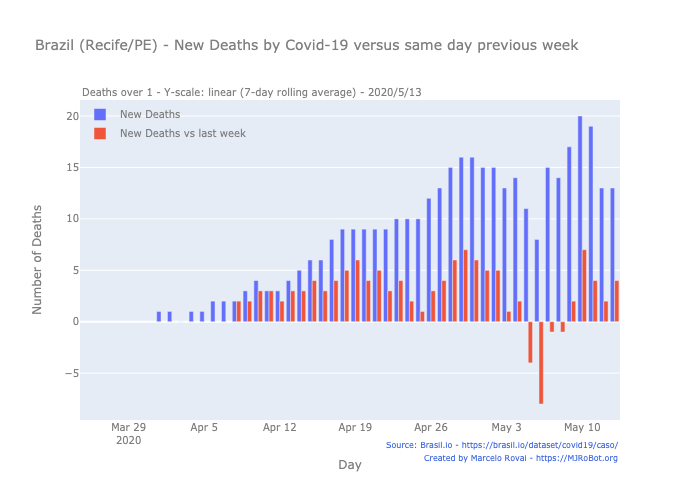 Brazil (Recife/PE) - New Deaths by Covid-19 versus same day previous week
Deaths over 1 - Y-scale: linear (7-day rolling average) - 2020/5/13
New Deaths
New Deaths vs last week
20
15
10
5
0
−5
Number of Deaths
Mar 29
2020
Apr 5
Apr 12
Apr 19
Apr 26
May 3
May 10
Source: Brasil.io - https://brasil.io/dataset/covid19/caso/
Created by Marcelo Rovai - https://MJRoBot.org
Day